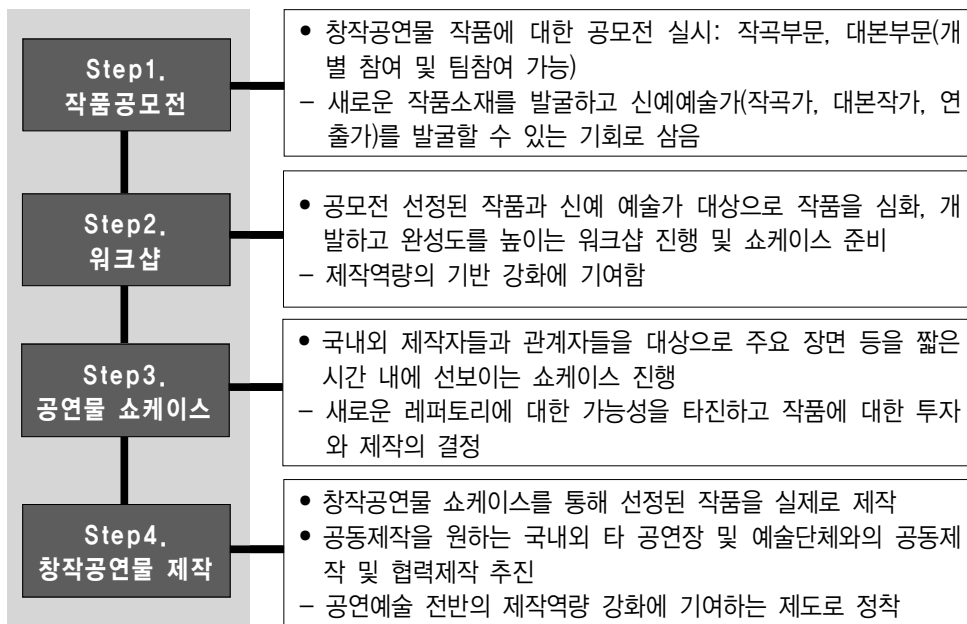 Step1.
작품공모전
• 창작공연물 작품에 대한 공모전 실시: 작곡부문, 대본부문(개
별 참여 및 팀참여 가능)
– 새로운 작품소재를 발굴하고 신예예술가(작곡가, 대본작가, 연
출가)를 발굴할 수 있는 기회로 삼음
Step2.
워크샵
• 공모전 선정된 작품과 신예 예술가 대상으로 작품을 심화, 개
발하고 완성도를 높이는 워크샵 진행 및 쇼케이스 준비
– 제작역량의 기반 강화에 기여함
Step3.
공연물 쇼케이스
• 국내외 제작자들과 관계자들을 대상으로 주요 장면 등을 짧은
시간 내에 선보이는 쇼케이스 진행
– 새로운 레퍼토리에 대한 가능성을 타진하고 작품에 대한 투자
와 제작의 결정
Step4.
창작공연물 제작
• 창작공연물 쇼케이스를 통해 선정된 작품을 실제로 제작
• 공동제작을 원하는 국내외 타 공연장 및 예술단체와의 공동제
작 및 협력제작 추진
– 공연예술 전반의 제작역량 강화에 기여하는 제도로 정착